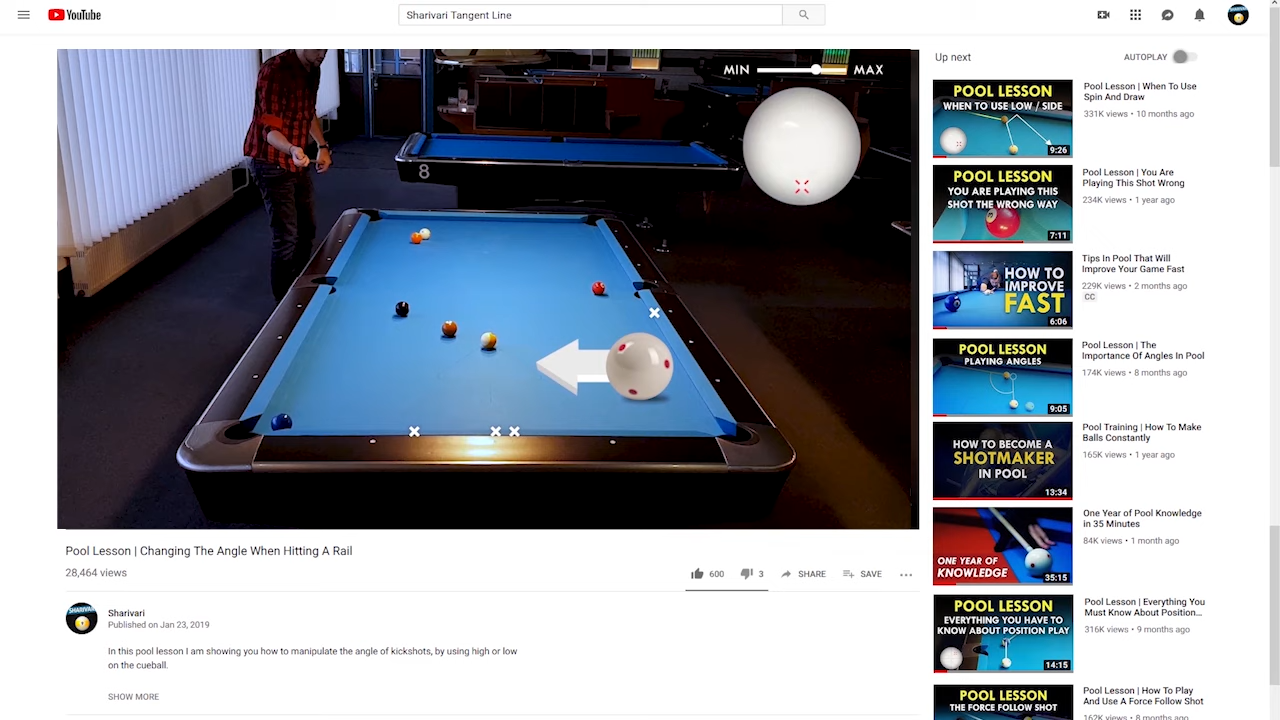 YouTube
Sharivari Tangent Line
MIN
MAX
8
Pool Lesson | Changing The Angle When Hitting A Rail
28,464 views
600
3
SHARE
SAVE
SHARIVARI
Sharivari
Published on Jan 23, 2019
In this pool lesson I am showing you how to manipulate the angle of kickshots, by using high or low
on the cueball.
SHOW MORE
Up next
AUTOPLAY
POOL LESSON
WHEN TO USE LOW / SIDE
9:26
Pool Lesson | When To Use
Spin And Draw
331K views • 10 months ago
POOL LESSON
YOU ARE PLAYING THIS
SHOT THE WRONG WAY
7:11
Pool Lesson | You Are
Playing This Shot Wrong
234K views • 1 year ago
HOW TO
IMPROVE
FAST
6:06
Tips In Pool That Will
Improve Your Game Fast
229K views • 2 months ago
CC
POOL LESSON
PLAYING ANGLES
9:05
Pool Lesson | The
Importance Of Angles In Pool
174K views • 8 months ago
HOW TO BECOME A
SHOTMAKER
IN POOL
13:34
Pool Training | How To Make
Balls Constantly
165K views • 1 year ago
ONE YEAR OF
KNOWLEDGE
35:15
One Year of Pool Knowledge
in 35 Minutes
84K views • 1 month ago
POOL LESSON
EVERYTHING YOU HAVE TO
KNOW ABOUT POSITION PLAY
14:15
Pool Lesson | Everything You
Must Know About Position...
316K views • 9 months ago
POOL LESSON
THE FORCE FOLLOW SHOT
Pool Lesson | How To Play
And Use A Force Follow Shot
162K views • 8 months ago